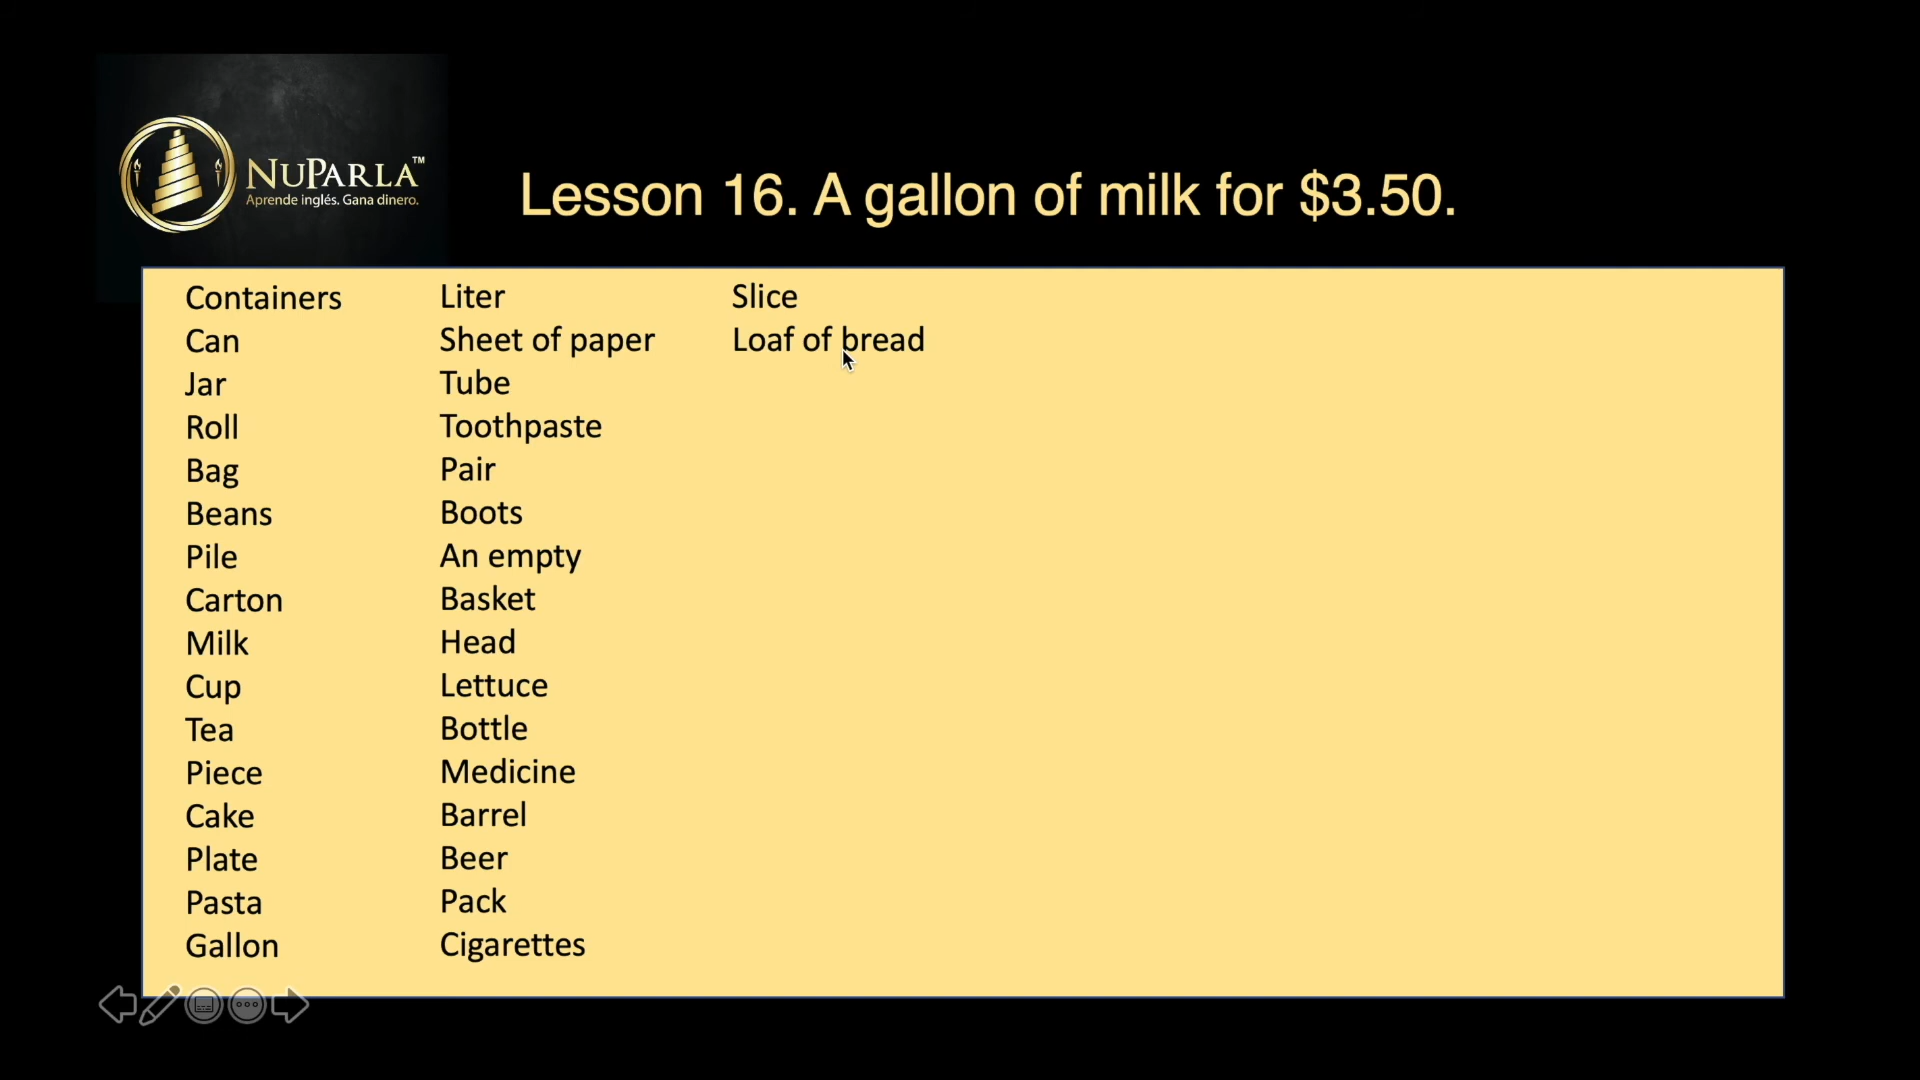 NUPARLA™
Aprende inglés. Gana dinero.
Lesson 16. A gallon of milk for $3.50.
Containers
Can
Jar
Roll
Bag
Beans
Pile
Carton
Milk
Cup
Tea
Piece
Cake
Plate
Pasta
Gallon
Liter
Sheet of paper
Tube
Toothpaste
Pair
Boots
An empty
Basket
Head
Lettuce
Bottle
Medicine
Barrel
Beer
Pack
Cigarettes
Slice
Loaf of bread